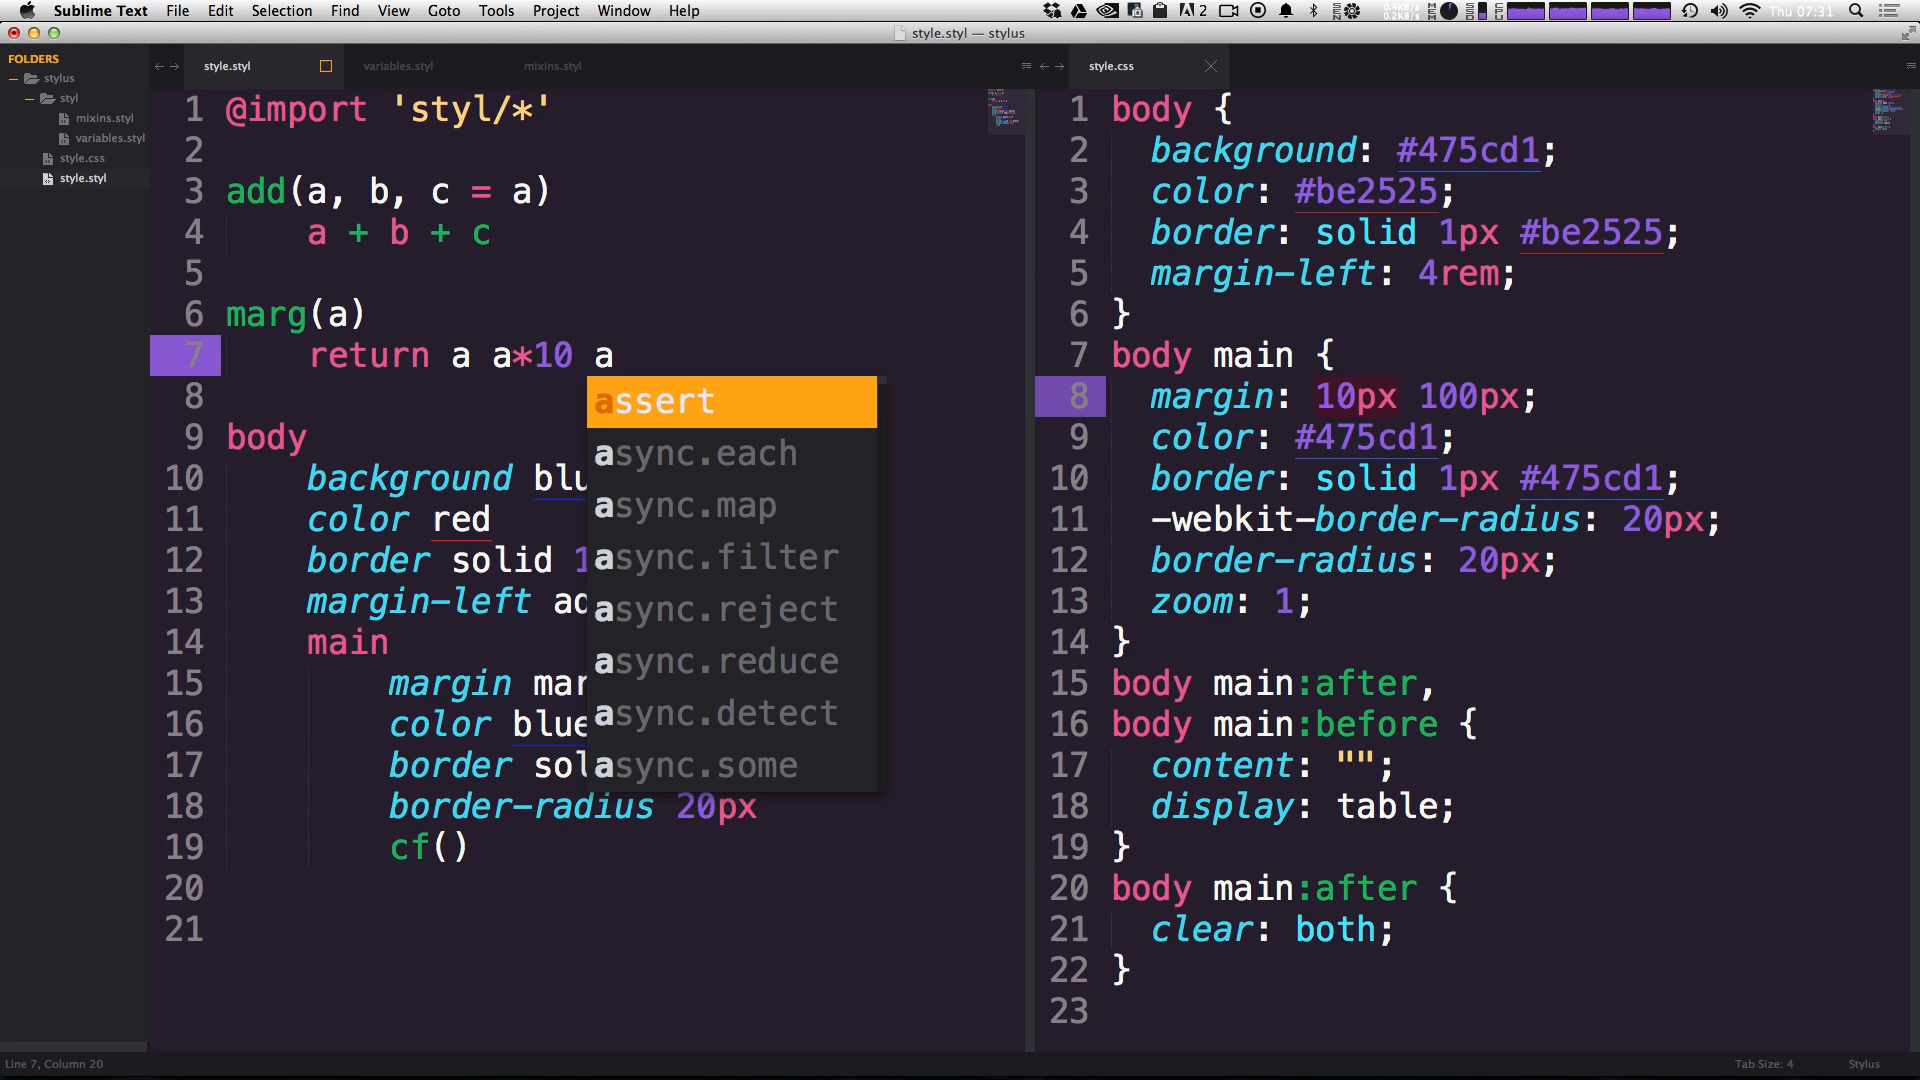 Sublime Text File Edit Selection Find View Goto Tools Project Window Help 2 0.4KB/s 0.2KB/s Thu 07:31
style.styl — stylus
FOLDERS
stylus
styl
mixins.styl
variables.styl
style.css
style.styl
style.styl variables.styl mixins.styl
1 @import 'styl/*'
2
3 add(a, b, c = a)
4 a + b + c
5
6 marg(a)
7 return a a*10 a
8
9 body
10 background blu
11 color red
12 border solid 1
13 margin-left ad
14 main
15 margin mar
16 color blue
17 border sol
18 border-radius 20px
19 cf()
20
21
assert
async.each
async.map
async.filter
async.reject
async.reduce
async.detect
async.some
style.css
1 body {
2 background: #475cd1;
3 color: #be2525;
4 border: solid 1px #be2525;
5 margin-left: 4rem;
6 }
7 body main {
8 margin: 10px 100px;
9 color: #475cd1;
10 border: solid 1px #475cd1;
11 -webkit-border-radius: 20px;
12 border-radius: 20px;
13 zoom: 1;
14 }
15 body main:after,
16 body main:before {
17 content: "";
18 display: table;
19 }
20 body main:after {
21 clear: both;
22 }
23
Line 7, Column 20 Tab Size: 4 Stylus